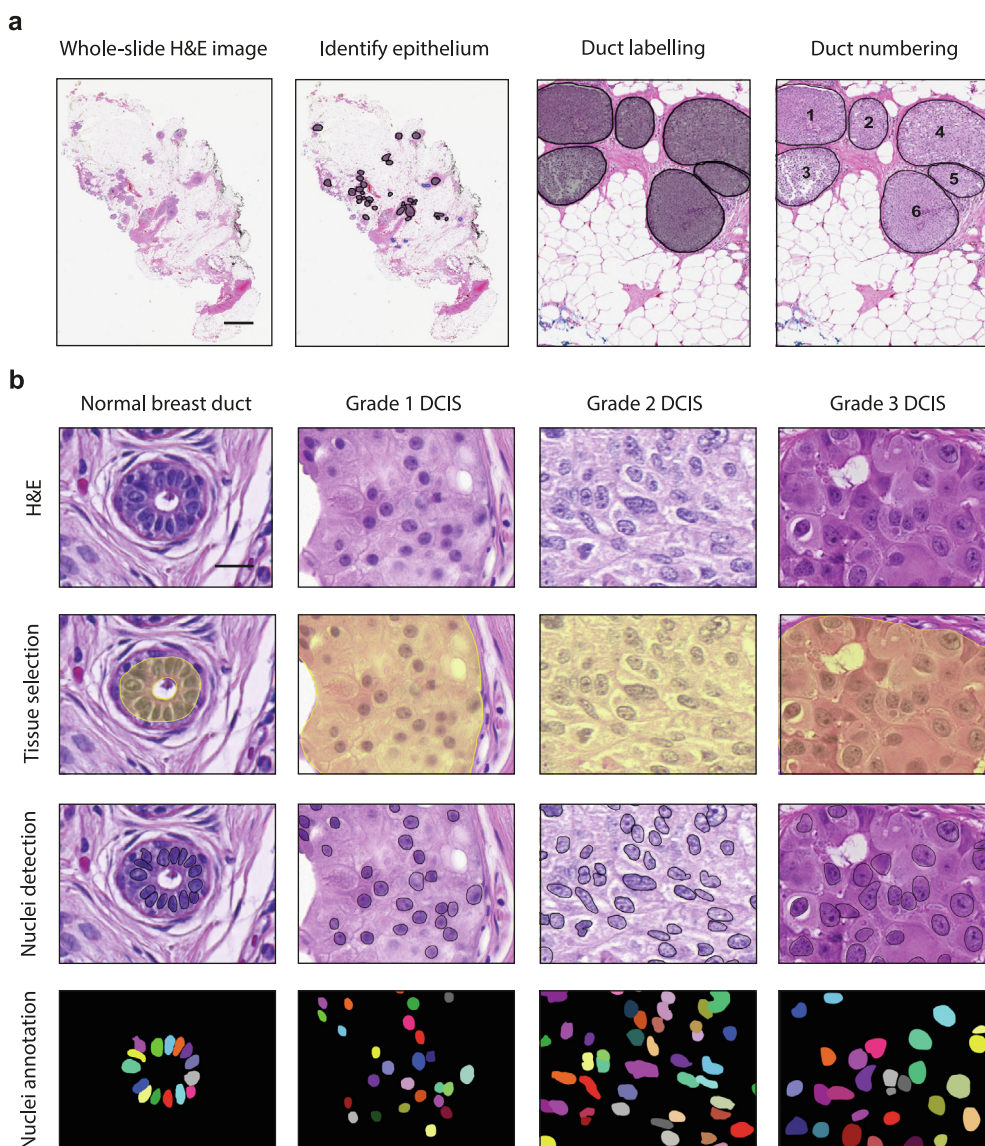 a
Whole-slide H&E image
Identify epithelium
Duct labelling
Duct numbering
1
2
4
3
5
6
b
Normal breast duct
Grade 1 DCIS
Grade 2 DCIS
Grade 3 DCIS
H&E
Tissue selection
Nuclei detection
Nuclei annotation